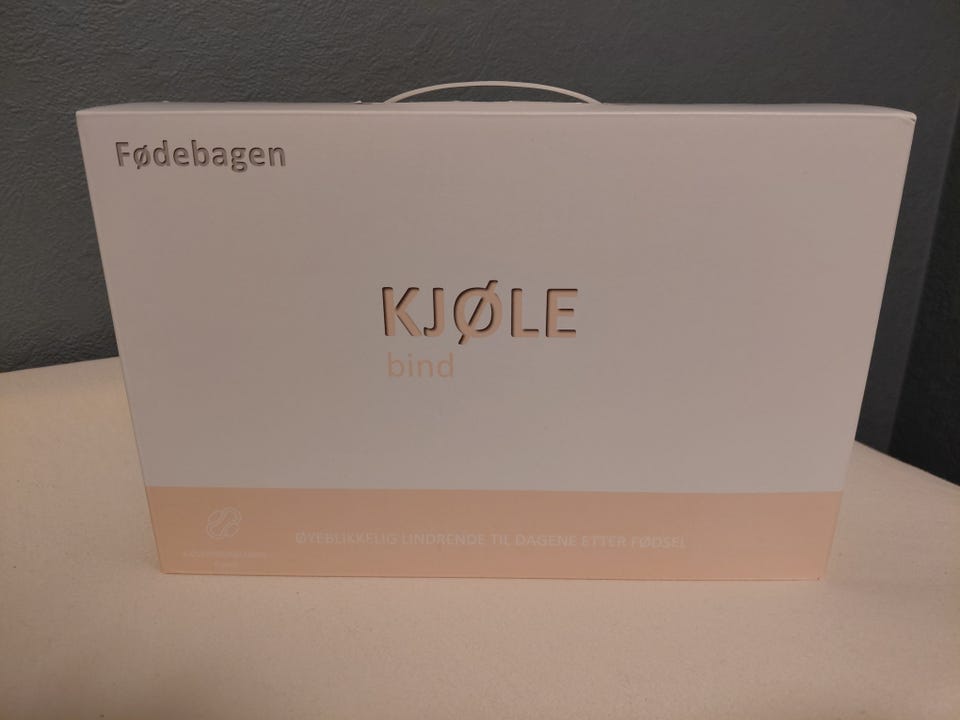 Fødebagen
KJØLE
bind
ØYEBLIKKELIG LINDRENDE TIL DAGENE ETTER FØDSEL